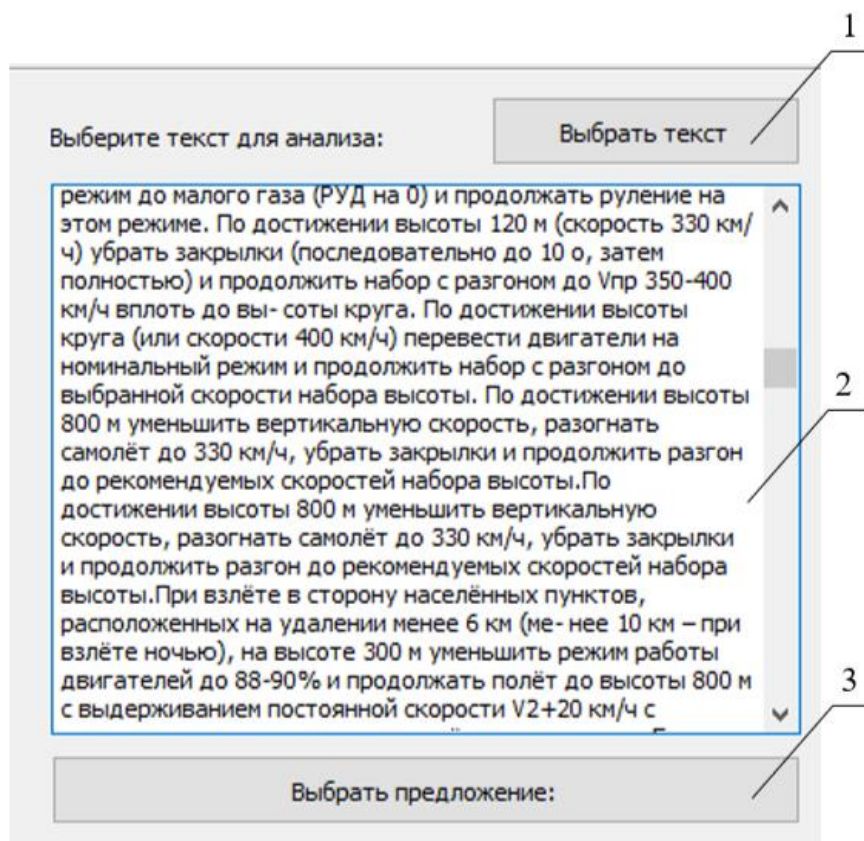 1
Выберите текст для анализа:
Выбрать текст
режим до малого газа (РУД на 0) и продолжать руление на
этом режиме. По достижении высоты 120 м (скорость 330 км/
ч) убрать закрылки (последовательно до 10 о, затем
полностью) и продолжить набор с разгоном до Vпр 350-400
км/ч вплоть до вы- соты круга. По достижении высоты
круга (или скорости 400 км/ч) перевести двигатели на
номинальный режим и продолжить набор с разгоном до
выбранной скорости набора высоты. По достижении высоты
2
800 м уменьшить вертикальную скорость, разогнать
самолёт до 330 км/ч, убрать закрылки и продолжить разгон
до рекомендуемых скоростей набора высоты.По
достижении высоты 800 м уменьшить вертикальную
скорость, разогнать самолёт до 330 км/ч, убрать закрылки
и продолжить разгон до рекомендуемых скоростей набора
высоты.При взлёте в сторону населённых пунктов,
расположенных на удалении менее 6 км (ме- нее 10 км – при
взлёте ночью), на высоте 300 м уменьшить режим работы
двигателей до 88-90% и продолжать полёт до высоты 800 м
3
с выдерживанием постоянной скорости V2+20 км/ч с
Выбрать предложение: